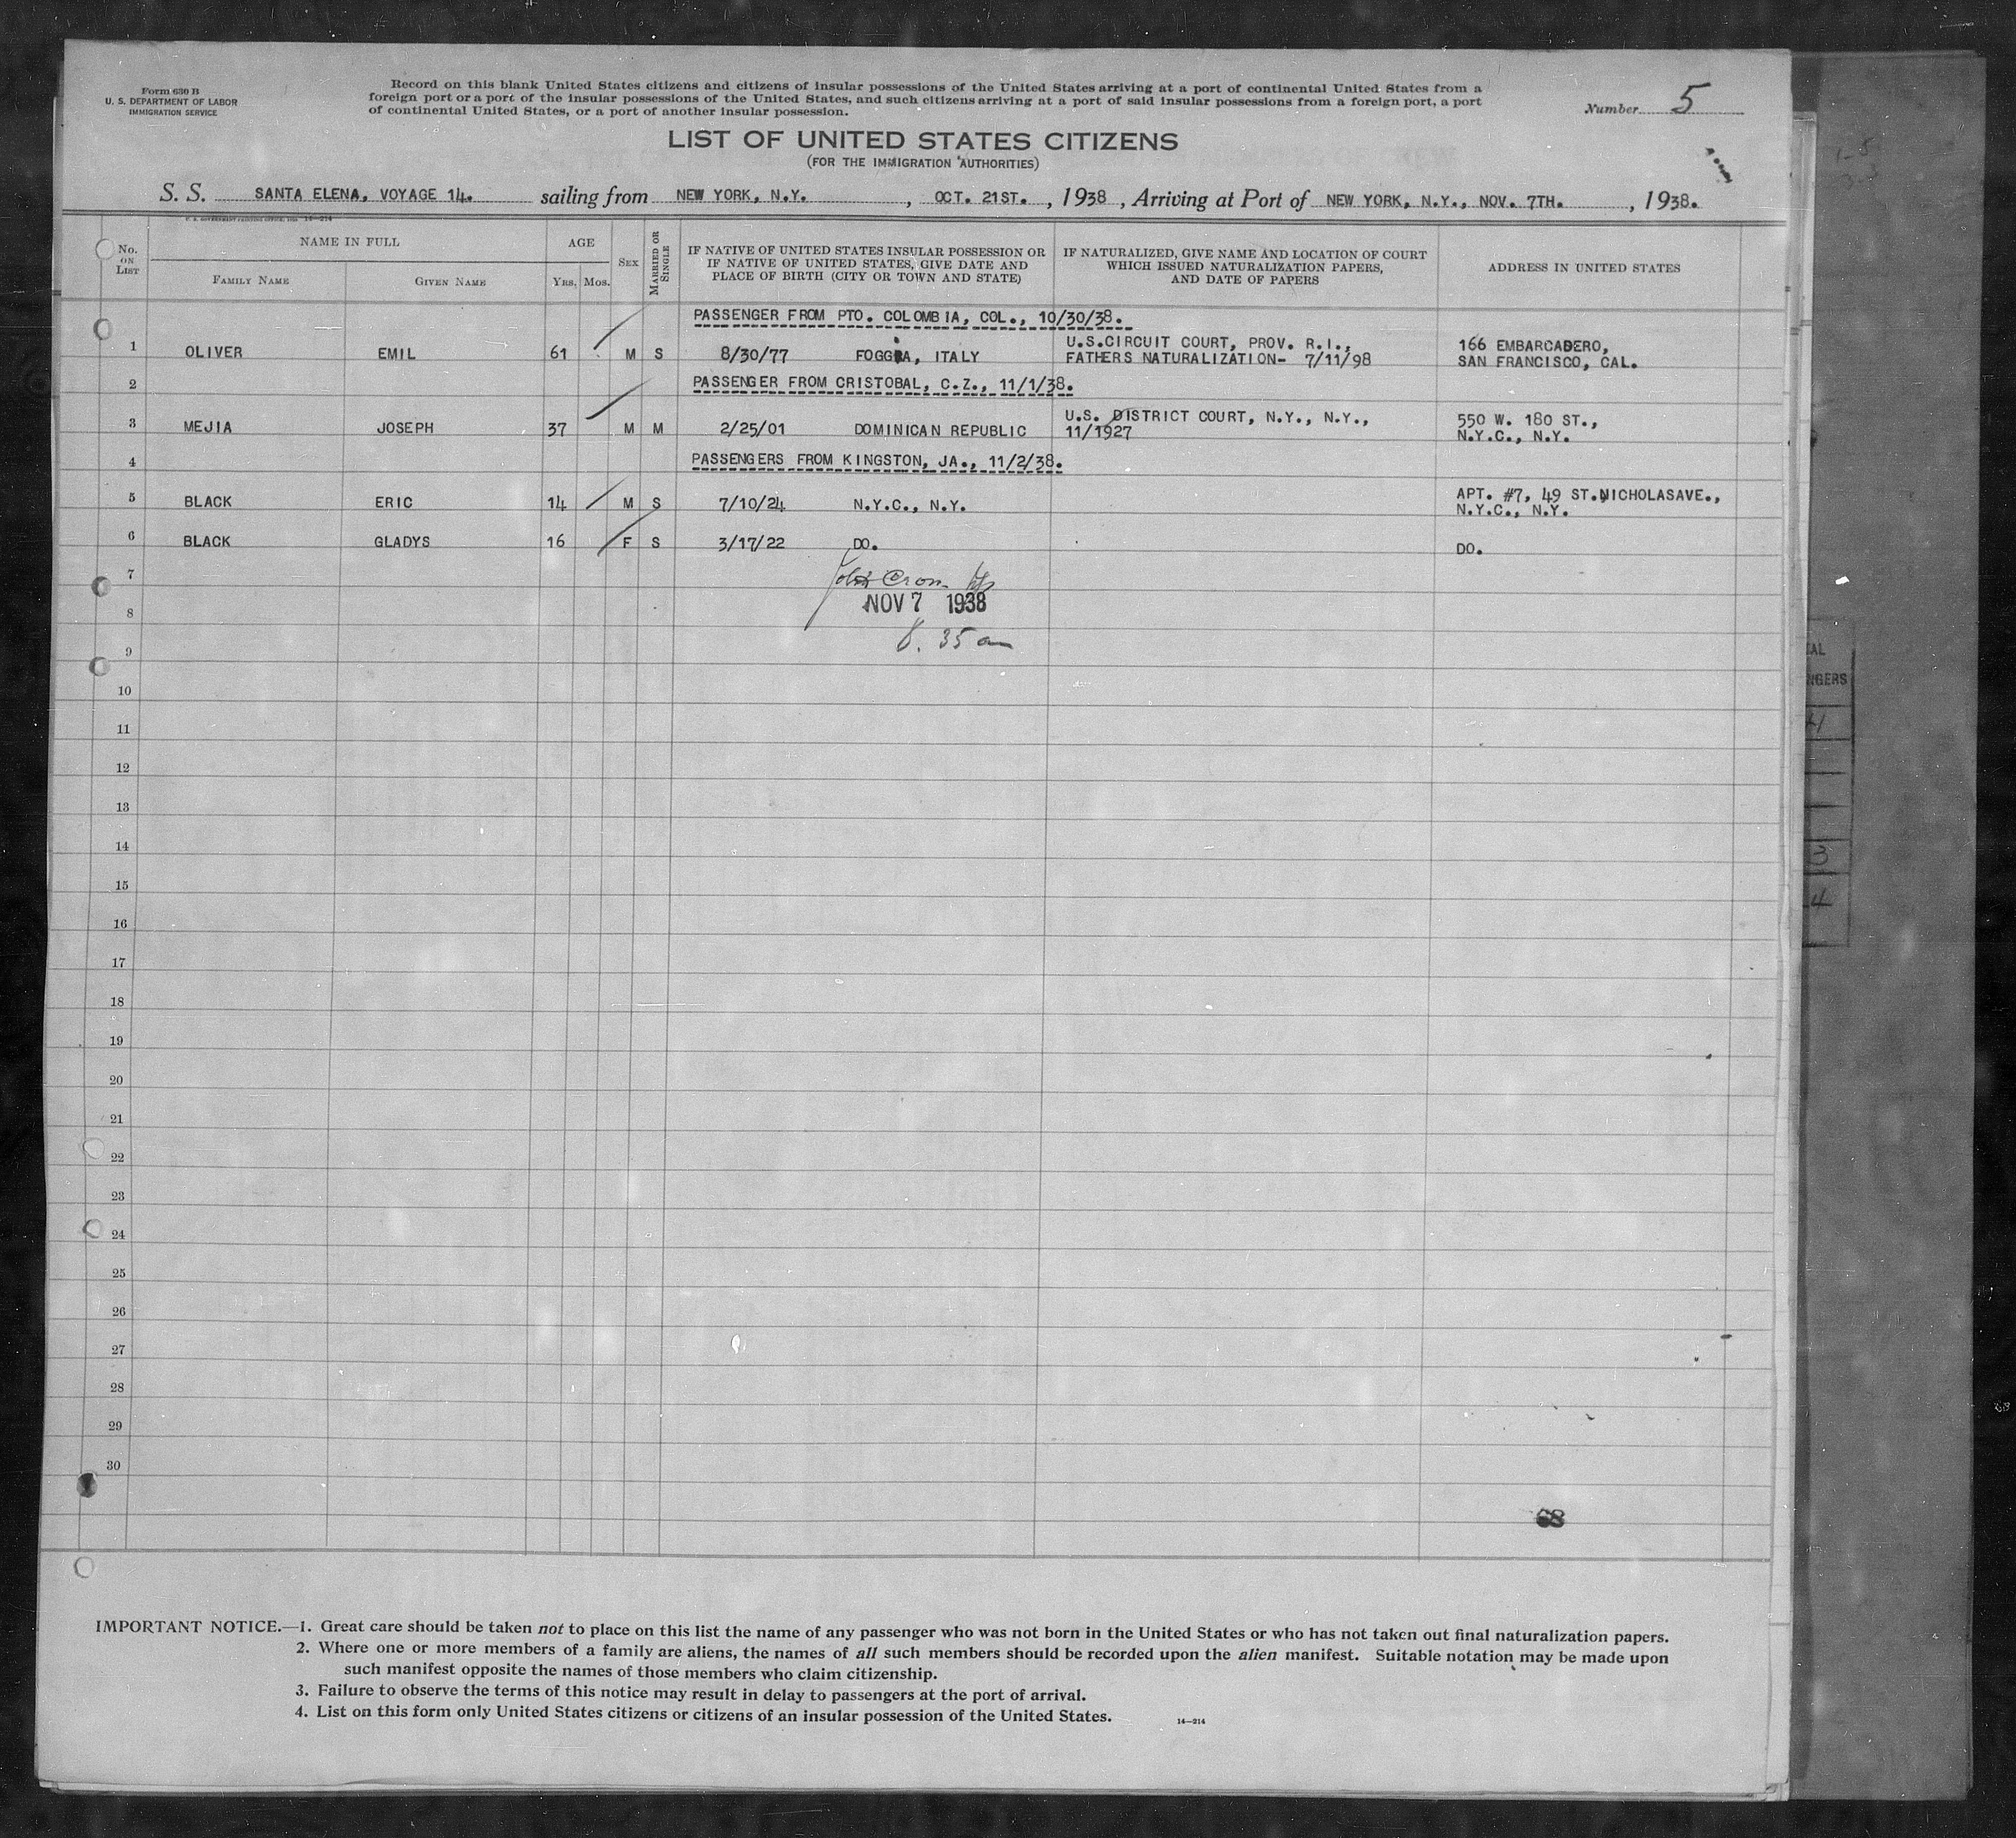 Form 630 B
U. S. DEPARTMENT OF LABOR
IMMIGRATION SERVICE
Record on this blank United States citizens and citizens of insular possessions of the United States arriving at a port of continental United States from a
foreign port or a port of the insular possessions of the United States, and such citizens arriving at a port of said insular possessions from a foreign port, a port
of continental United States, or a port of another insular possession.
Number 5
LIST OF UNITED STATES CITIZENS
(FOR THE IMMIGRATION AUTHORITIES)
S. S. SANTA ELENA, VOYAGE 14. sailing from NEW YORK, N.Y. , OCT. 21ST. , 1938 , Arriving at Port of NEW YORK, N.Y., NOV. 7TH. , 1938.
No. ON LIST
NAME IN FULL
FAMILY NAME
GIVEN NAME
AGE
YRS. MOS.
SEX
MARRIED OR SINGLE
IF NATIVE OF UNITED STATES INSULAR POSSESSION OR
IF NATIVE OF UNITED STATES, GIVE DATE AND
PLACE OF BIRTH (CITY OR TOWN AND STATE)
IF NATURALIZED, GIVE NAME AND LOCATION OF COURT
WHICH ISSUED NATURALIZATION PAPERS,
AND DATE OF PAPERS
ADDRESS IN UNITED STATES
PASSENGER FROM PTO. COLOMBIA, COL., 10/30/38.
1 OLIVER EMIL 61 M S 8/30/77 FOGGIA, ITALY U.S.CIRCUIT COURT, PROV. R.I., 166 EMBARCADERO,
FATHERS NATURALIZATION- 7/11/98 SAN FRANCISCO, CAL.
2 PASSENGER FROM CRISTOBAL, C.Z., 11/1/38.
3 MEJIA JOSEPH 37 M M 2/25/01 DOMINICAN REPUBLIC U.S. DISTRICT COURT, N.Y., N.Y., 550 W. 180 ST.,
11/1927 N.Y.C., N.Y.
4 PASSENGERS FROM KINGSTON, JA., 11/2/38.
5 BLACK ERIC 14 M S 7/10/24 N.Y.C., N.Y. APT. #7, 49 ST.NICHOLASAVE.,
N.Y.C., N.Y.
6 BLACK GLADYS 16 F S 3/17/22 DO. DO.
7
NOV 7 1938
8
8. 35 am
9
10
11
12
13
14
15
16
17
18
19
20
21
22
23
24
25
26
27
28
29
30
68
IMPORTANT NOTICE.—1. Great care should be taken not to place on this list the name of any passenger who was not born in the United States or who has not taken out final naturalization papers.
2. Where one or more members of a family are aliens, the names of all such members should be recorded upon the alien manifest. Suitable notation may be made upon
such manifest opposite the names of those members who claim citizenship.
3. Failure to observe the terms of this notice may result in delay to passengers at the port of arrival.
4. List on this form only United States citizens or citizens of an insular possession of the United States.
14—214